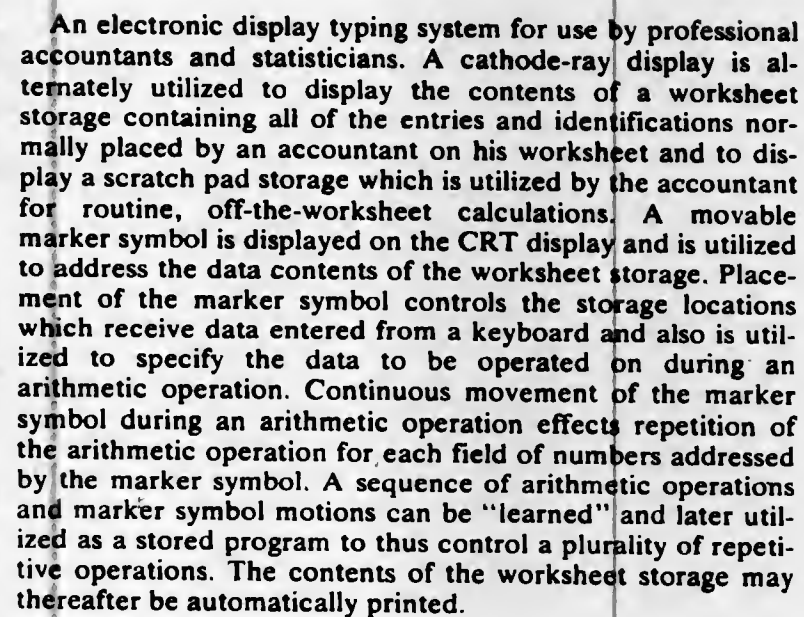 An electronic display typing system for use by professional
accountants and statisticians. A cathode-ray display is al-
ternately utilized to display the contents of a worksheet
storage containing all of the entries and identifications nor-
mally placed by an accountant on his worksheet and to dis-
play a scratch pad storage which is utilized by the accountant
for routine, off-the-worksheet calculations. A movable
marker symbol is displayed on the CRT display and is utilized
to address the data contents of the worksheet storage. Place-
ment of the marker symbol controls the storage locations
which receive data entered from a keyboard and also is util-
ized to specify the data to be operated on during an
arithmetic operation. Continuous movement of the marker
symbol during an arithmetic operation effects repetition of
the arithmetic operation for each field of numbers addressed
by the marker symbol. A sequence of arithmetic operations
and marker symbol motions can be "learned" and later util-
ized as a stored program to thus control a plurality of repeti-
tive operations. The contents of the worksheet storage may
thereafter be automatically printed.